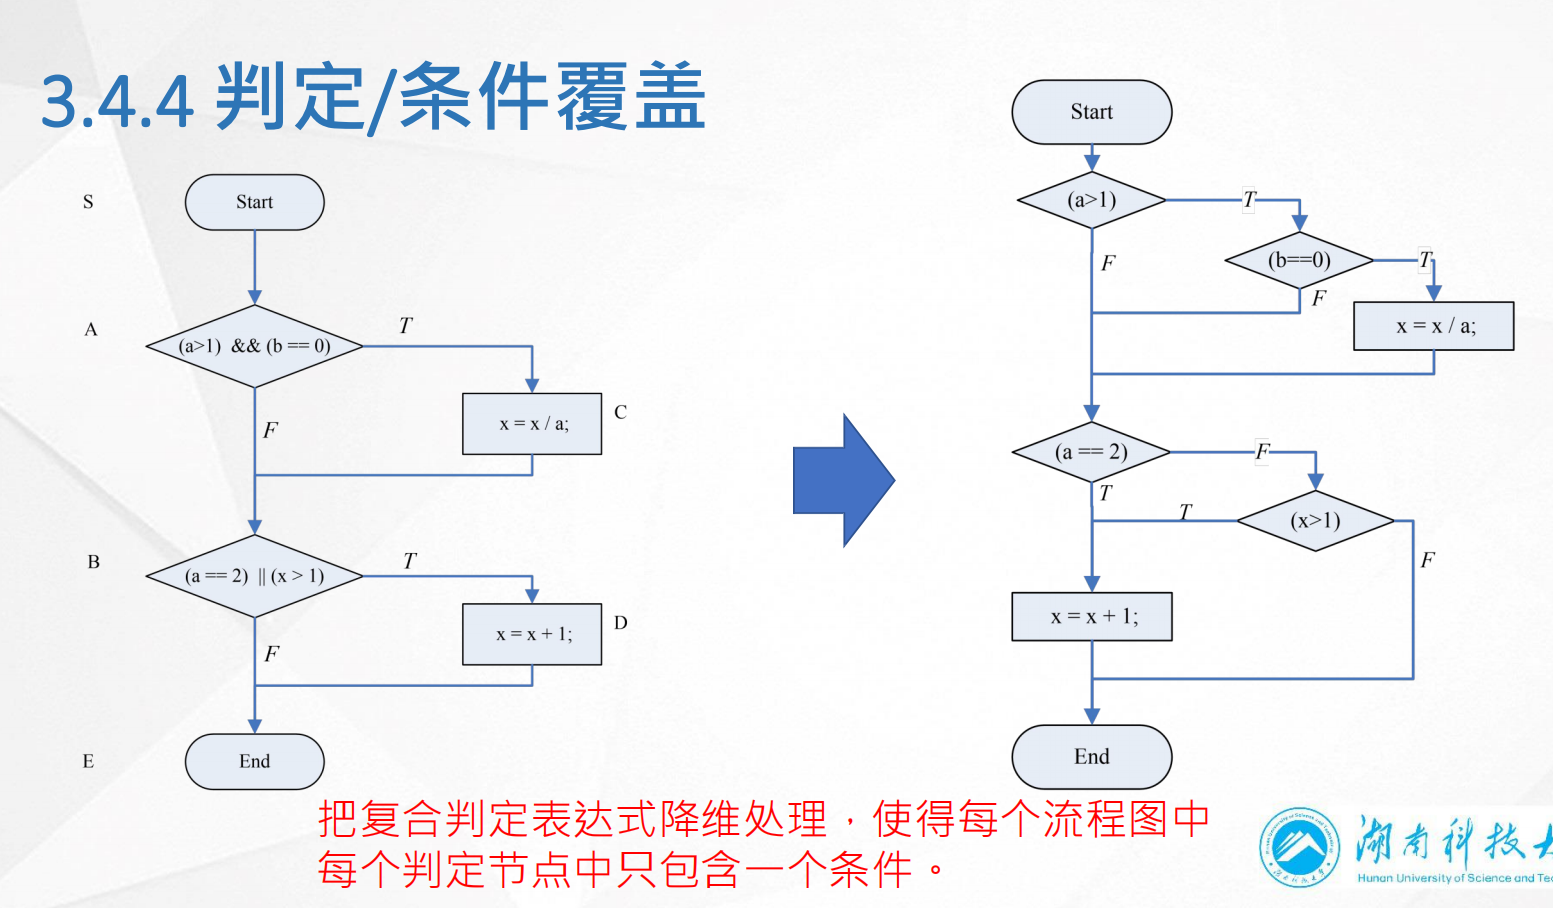 3.4.4 判定/条件覆盖
S
Start
A
(a>1) && (b == 0)
T
F
x = x / a;
C
B
(a == 2) || (x > 1)
T
F
x = x + 1;
D
E
End
Start
(a>1)
T
F
(b==0)
T
F
x = x / a;
(a == 2)
F
T
(x>1)
T
F
x = x + 1;
End
把复合判定表达式降维处理，使得每个流程图中
每个判定节点中只包含一个条件。
湖南科技大
Hunan University of Science and Tec